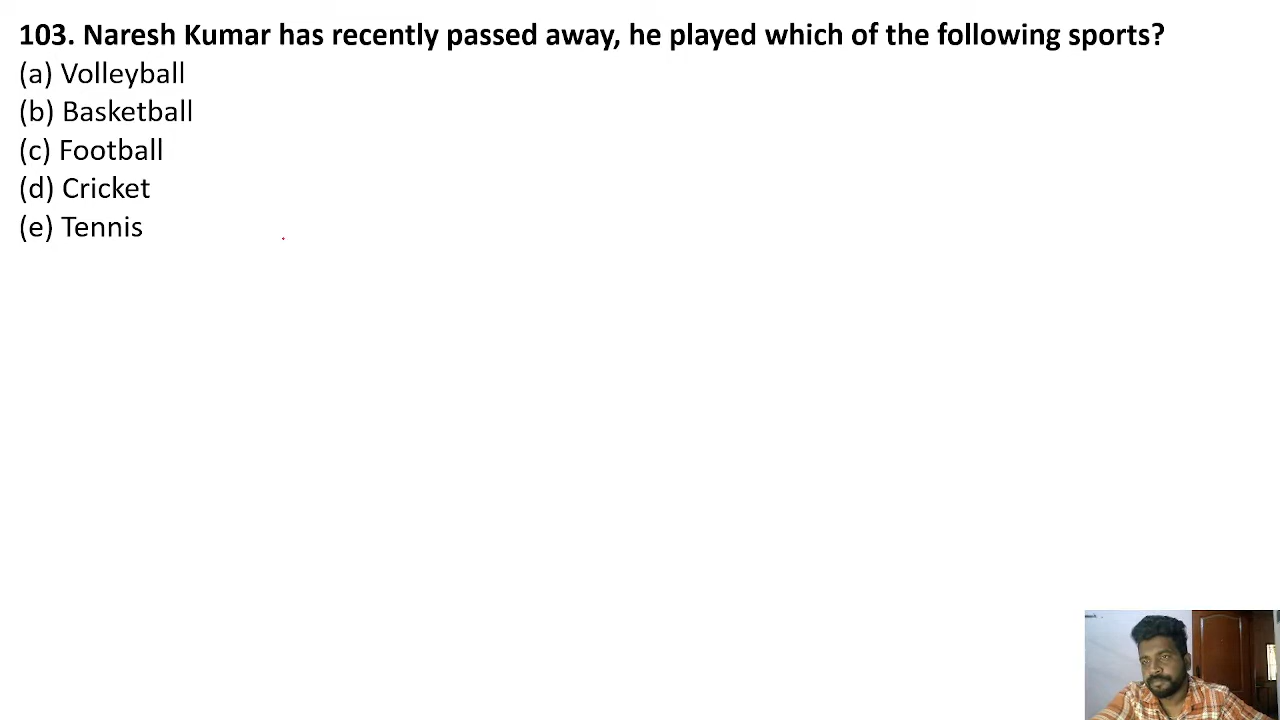 103. Naresh Kumar has recently passed away, he played which of the following sports?
(a) Volleyball
(b) Basketball
(c) Football
(d) Cricket
(e) Tennis